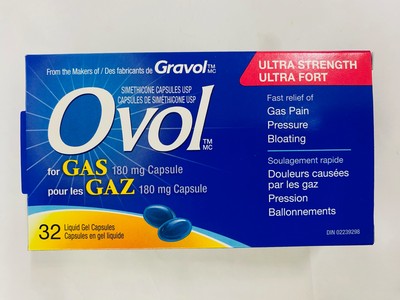 From the Makers of / Des fabricants de Gravol TM MC
ULTRA STRENGTH
ULTRA FORT
SIMETHICONE CAPSULES USP
CAPSULES DE SIMÉTHICONE USP
Ovol TM MC
for GAS 180 mg Capsule
pour les GAZ 180 mg Capsule
32 Liquid Gel Capsules
Capsules en gel liquide
Fast relief of
Gas Pain
Pressure
Bloating
Soulagement rapide
Douleurs causées
par les gaz
Pression
Ballonnements
DIN 02239296